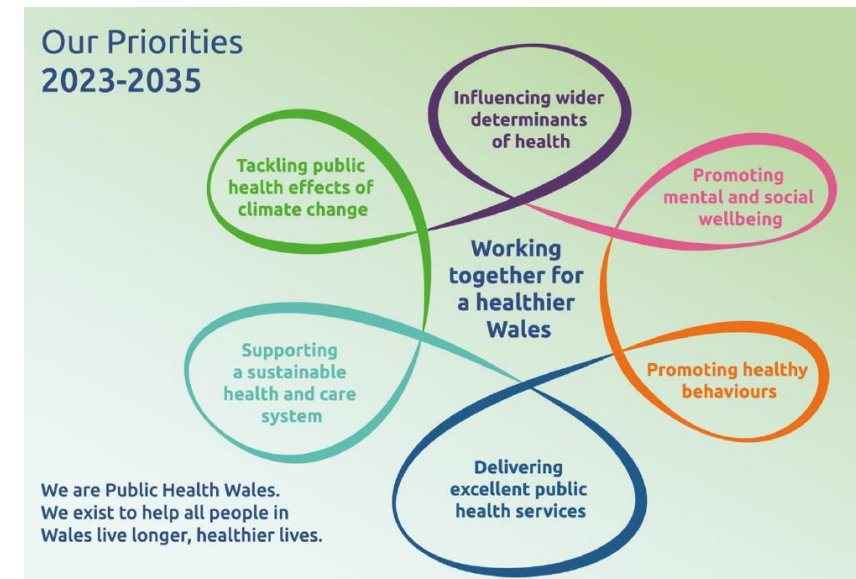 Our Priorities
2023-2035
Influencing wider
determinants
of health
Promoting
mental and social
wellbeing
Promoting healthy
behaviours
Delivering
excellent public
health services
Supporting
a sustainable
health and care
system
Tackling public
health effects of
climate change
Working
together for
a healthier
Wales
We are Public Health Wales.
We exist to help all people in
Wales live longer, healthier lives.